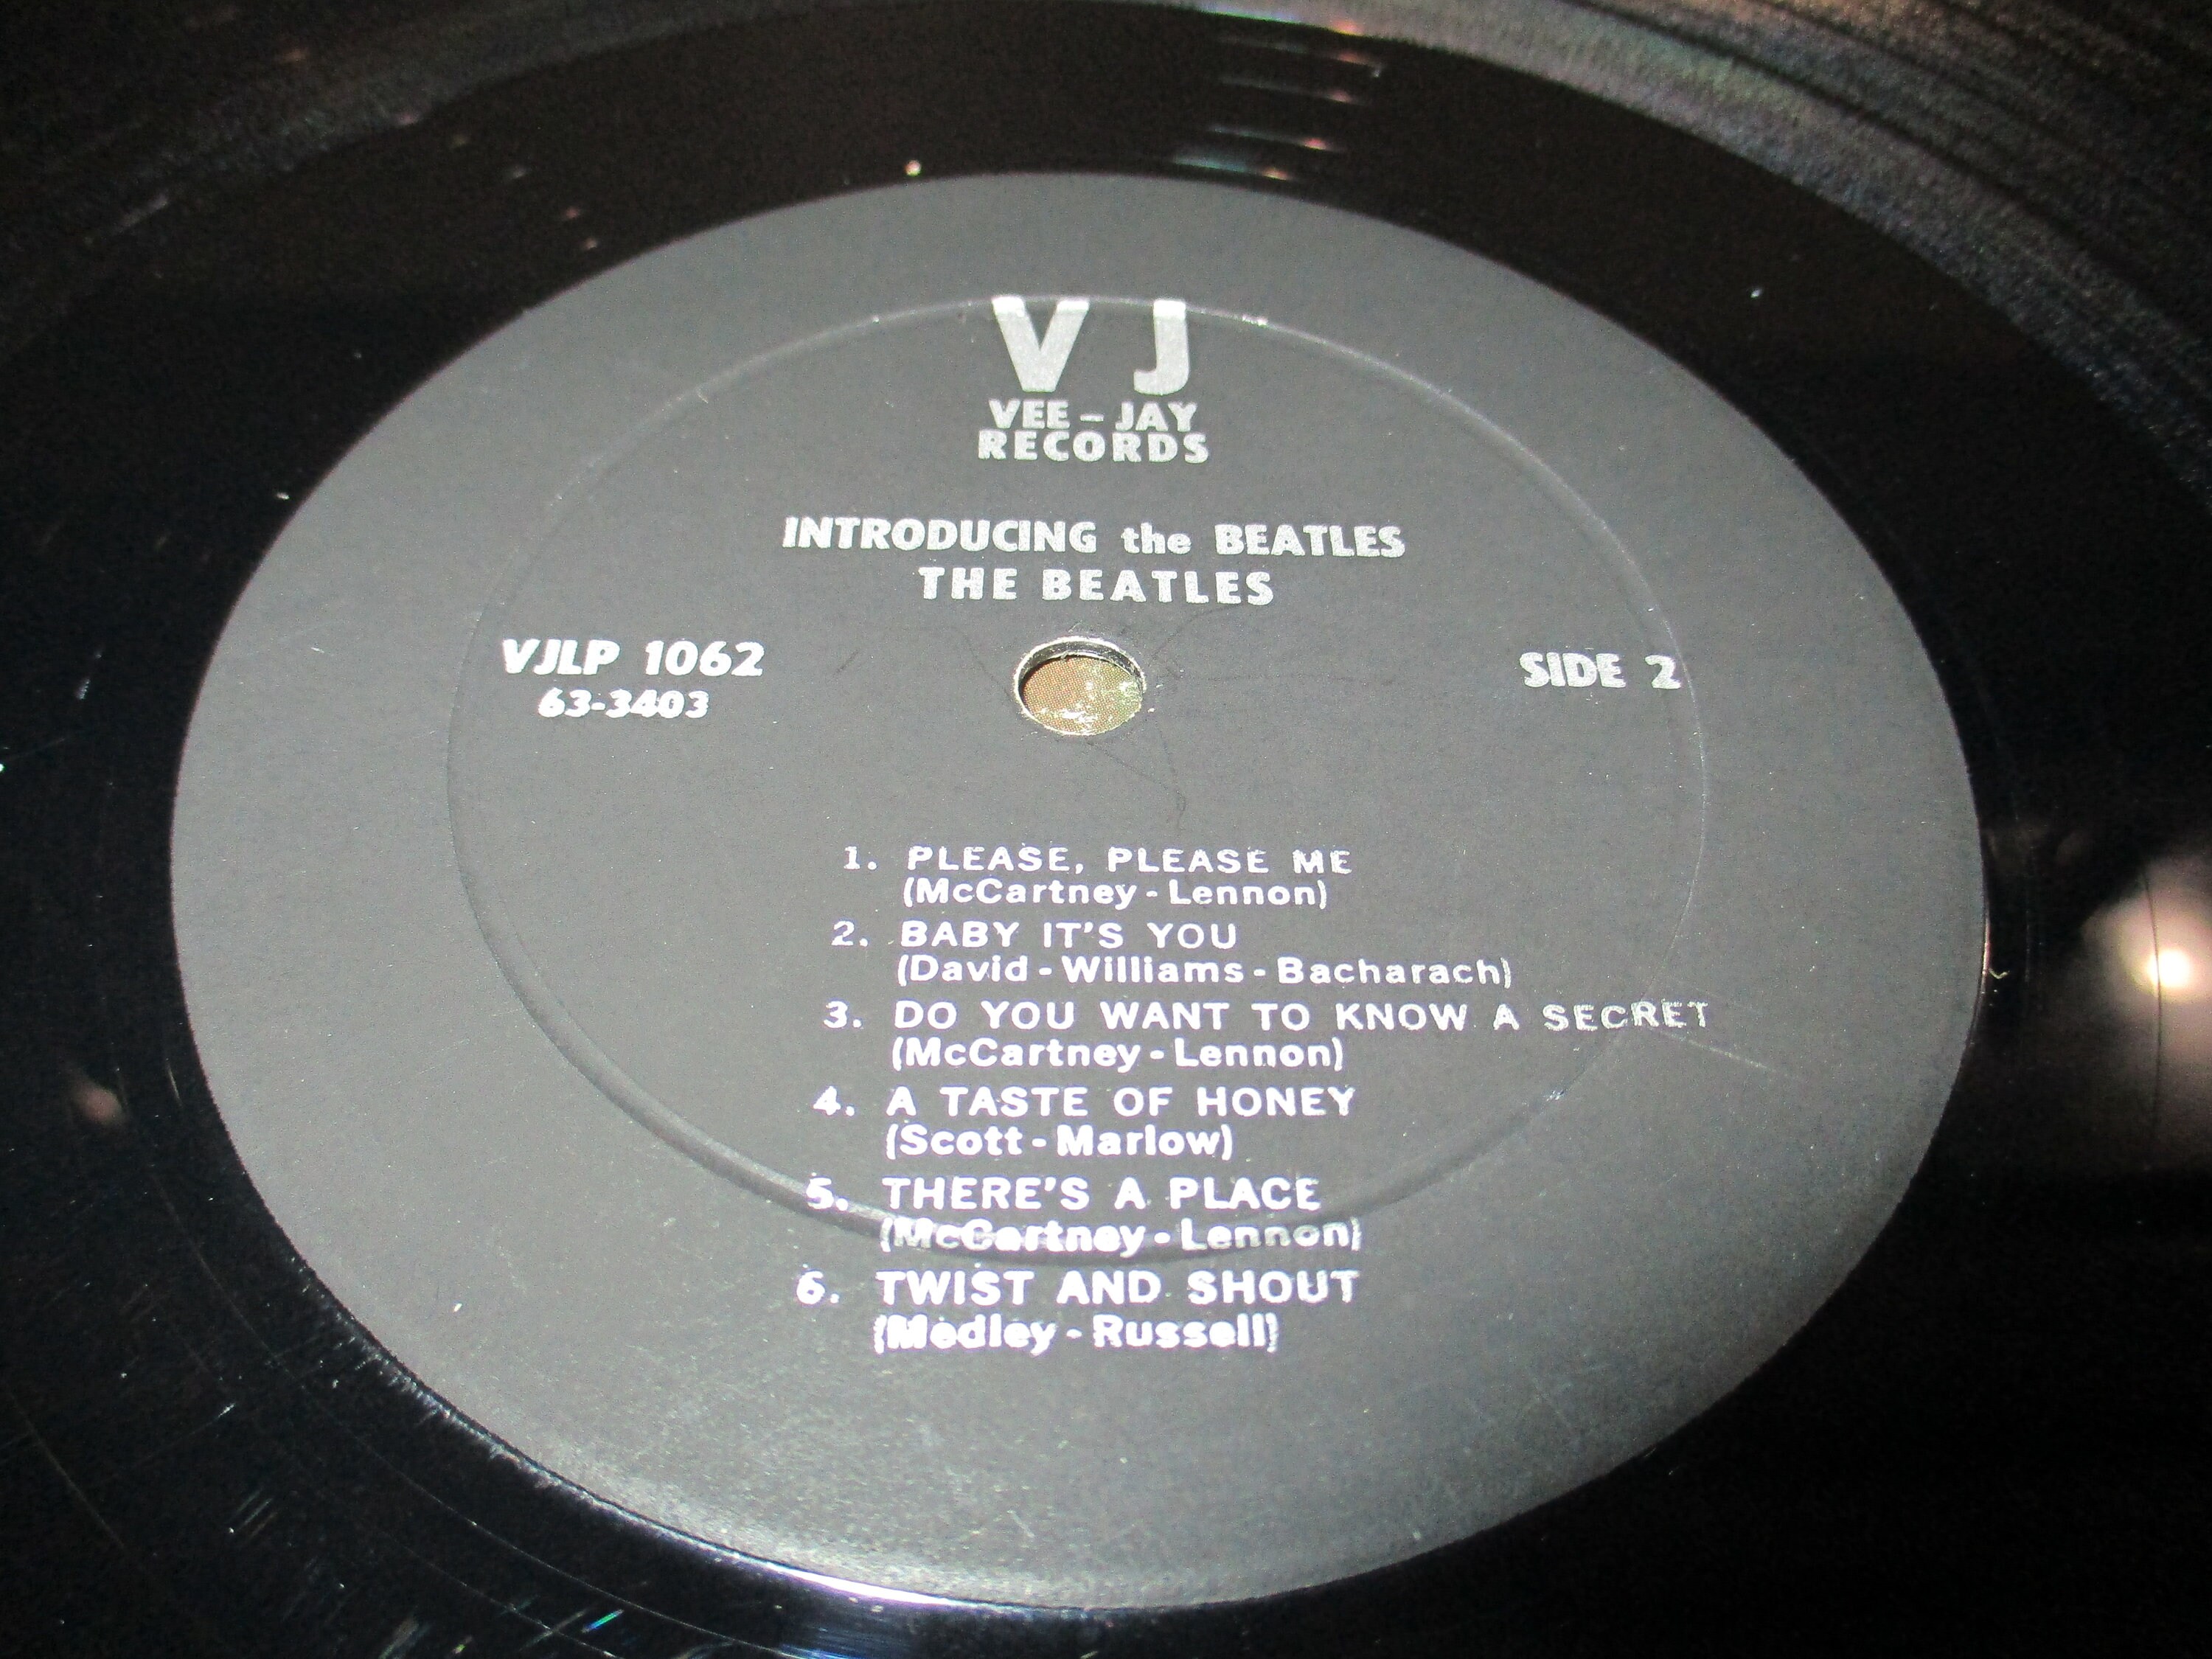 VJ
VEE-JAY
RECORDS
INTRODUCING the BEATLES
THE BEATLES
VJLP 1062
63-3403
SIDE 2
1. PLEASE, PLEASE ME
(McCartney-Lennon)
2. BABY IT'S YOU
(David-Williams-Bacharach)
3. DO YOU WANT TO KNOW A SECRET
(McCartney-Lennon)
4. A TASTE OF HONEY
(Scott-Marlow)
5. THERE'S A PLACE
(McCartney-Lennon)
6. TWIST AND SHOUT
(Medley-Russell)